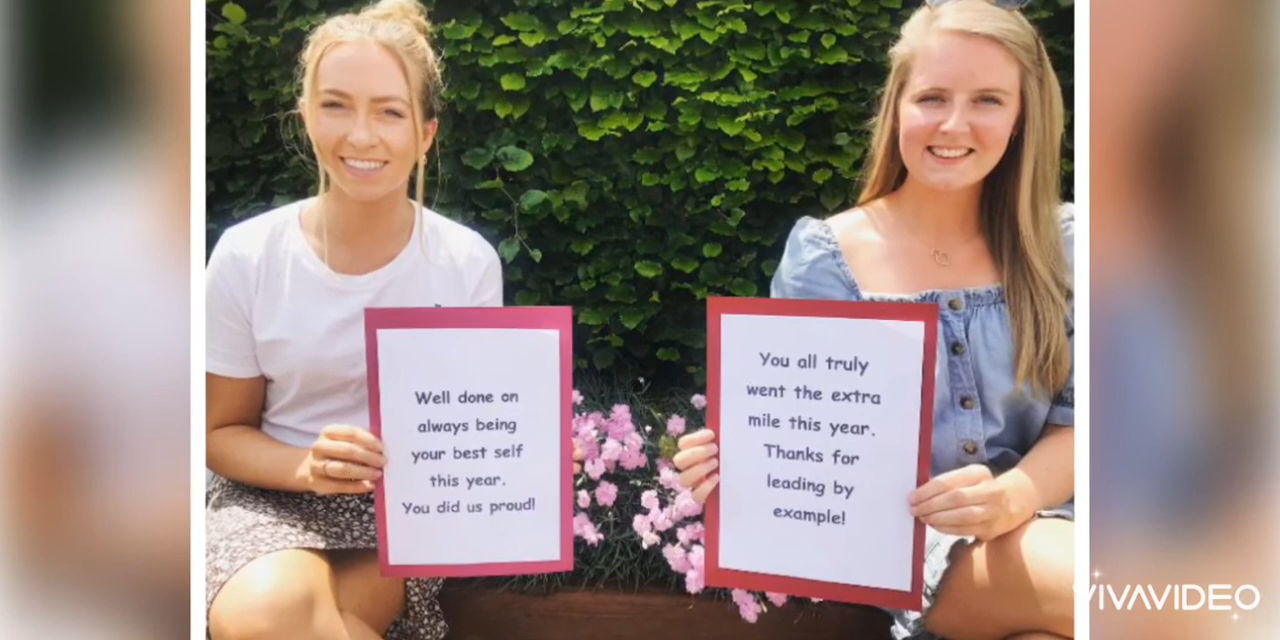 Well done on
always being
your best self
this year.
You did us proud!
You all truly
went the extra
mile this year.
Thanks for
leading by
example!
VIVAVIDEO